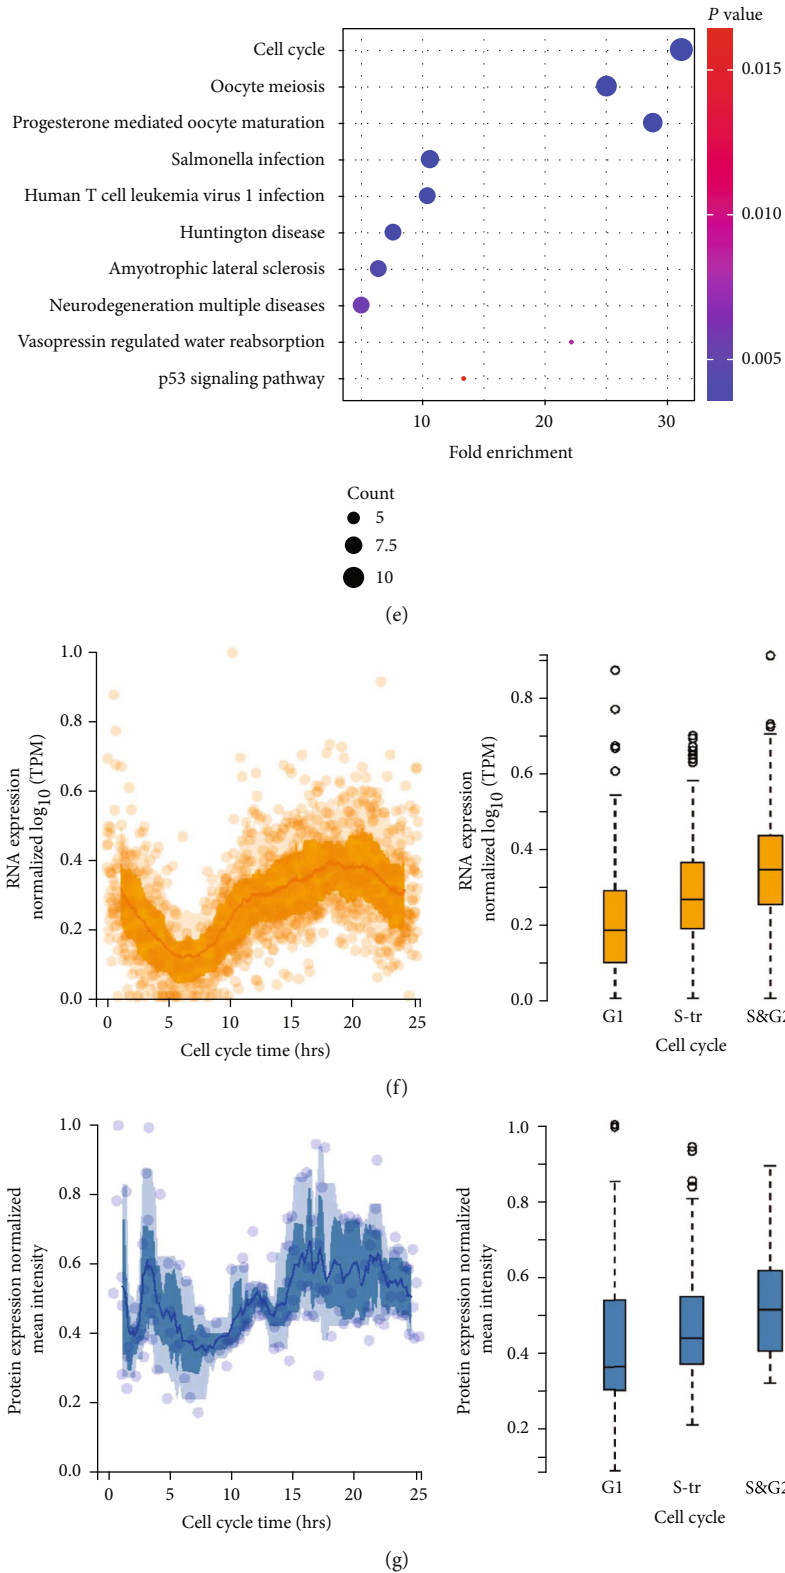 P value
Cell cycle
Oocyte meiosis
Progesterone mediated oocyte maturation
Salmonella infection
Human T cell leukemia virus 1 infection
Huntington disease
Amyotrophic lateral sclerosis
Neurodegeneration multiple diseases
Vasopressin regulated water reabsorption
p53 signaling pathway
0.015
0.010
0.005
10 20 30
Fold enrichment
Count
5
7.5
10
(e)
RNA expression
normalized log10 (TPM)
1.0
0.8
0.6
0.4
0.2
0.0
0 5 10 15 20 25
Cell cycle time (hrs)
RNA expression
normalized log10 (TPM)
0.8
0.6
0.4
0.2
0.0
G1 S-tr S&G2
Cell cycle
(f)
Protein expression normalized
mean intensity
1.0
0.8
0.6
0.4
0.2
0.0
0 5 10 15 20 25
Cell cycle time (hrs)
Protein expression normalized
mean intensity
1.0
0.8
0.6
0.4
0.2
G1 S-tr S&G2
Cell cycle
(g)